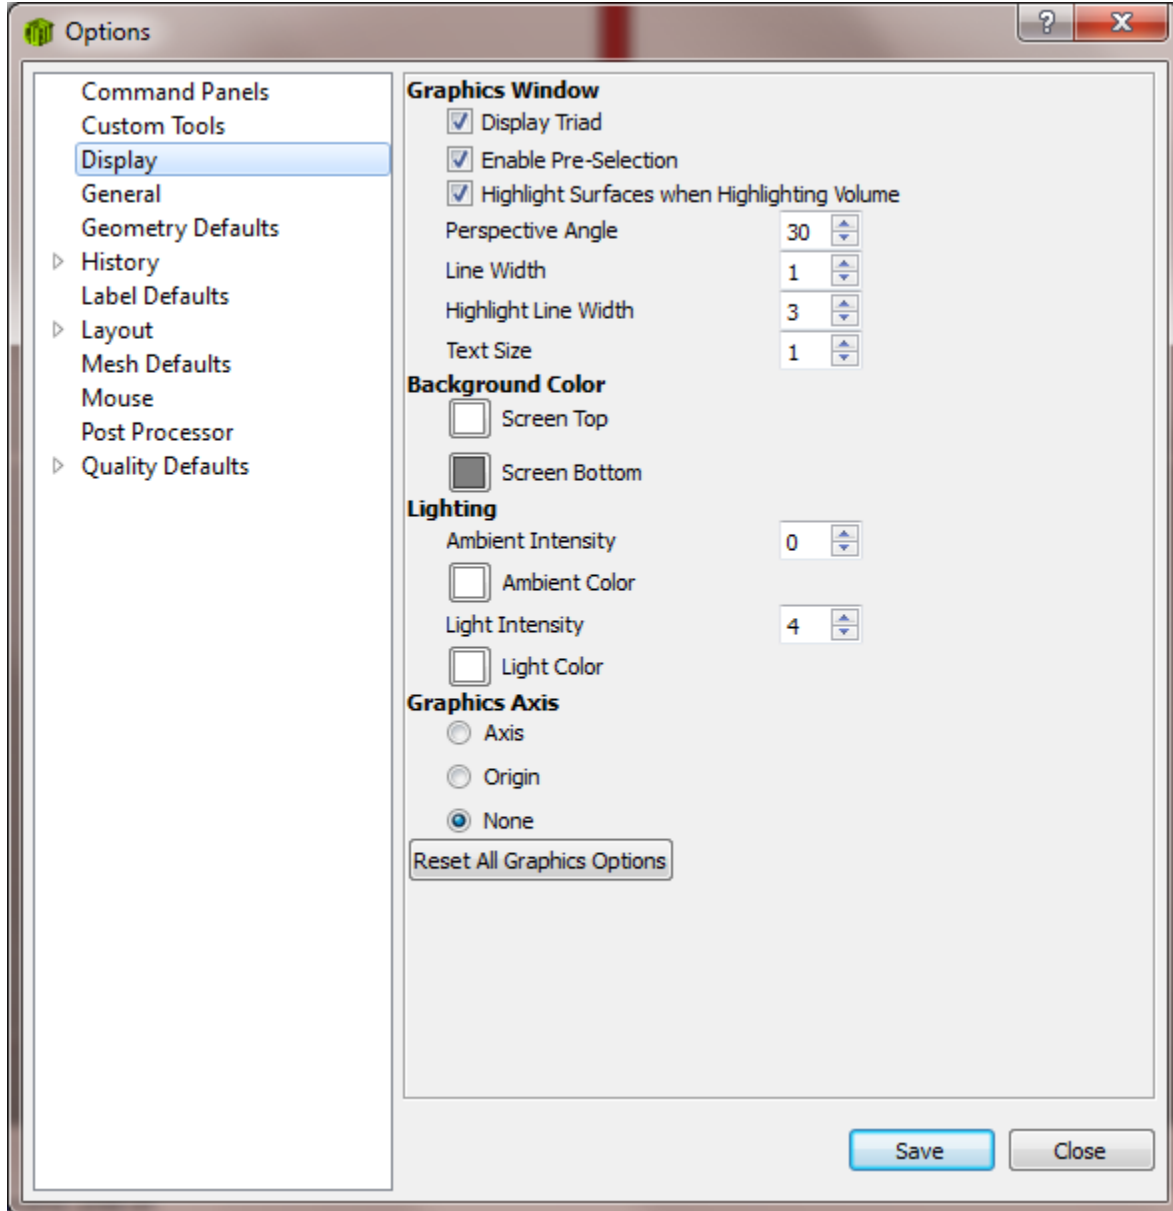 Options
?
X
Command Panels
Custom Tools
Display
General
Geometry Defaults
History
Label Defaults
Layout
Mesh Defaults
Mouse
Post Processor
Quality Defaults
Graphics Window
Display Triad
Enable Pre-Selection
Highlight Surfaces when Highlighting Volume
Perspective Angle 30
Line Width 1
Highlight Line Width 3
Text Size 1
Background Color
Screen Top
Screen Bottom
Lighting
Ambient Intensity 0
Ambient Color
Light Intensity 4
Light Color
Graphics Axis
Axis
Origin
None
Reset All Graphics Options
Save Close